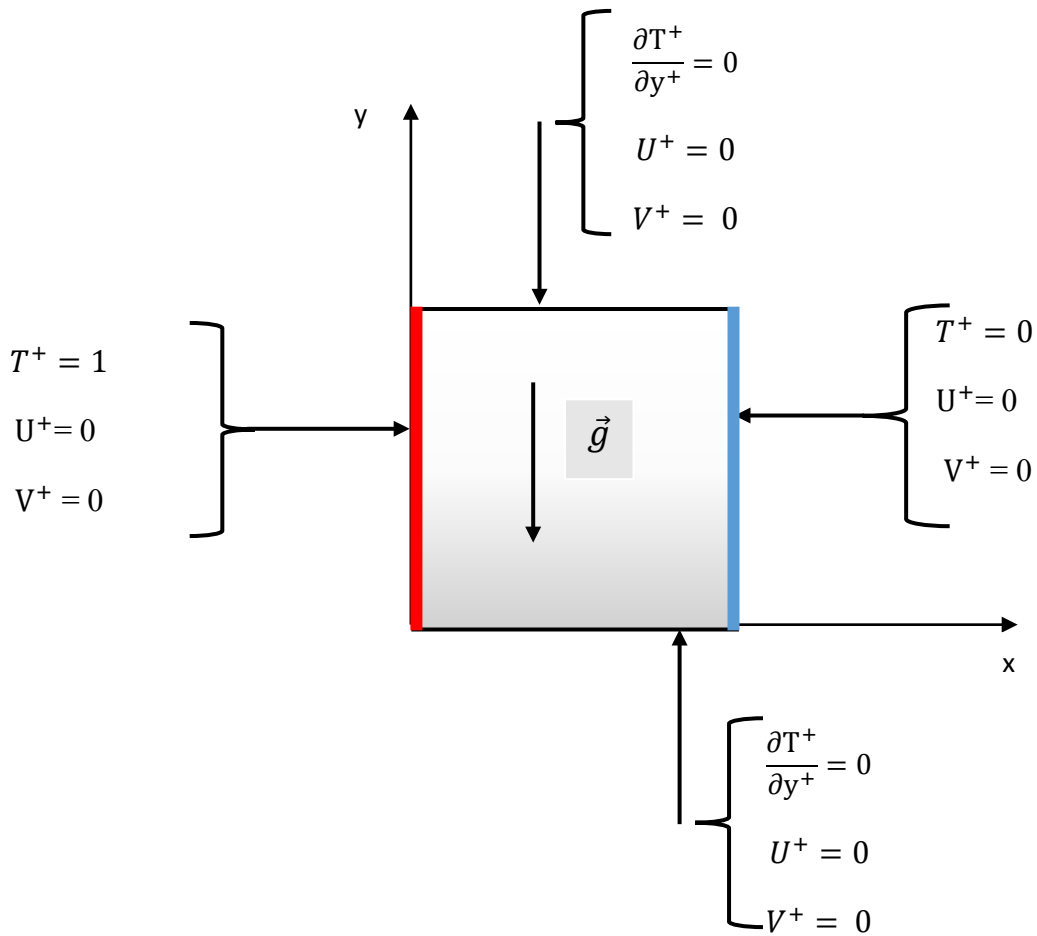 ∂T⁺/∂y⁺ = 0
U⁺ = 0
V⁺ = 0
y
T⁺ = 1
U⁺= 0
V⁺ = 0
T⁺ = 0
U⁺= 0
V⁺ = 0
g⃗
x
∂T⁺/∂y⁺ = 0
U⁺ = 0
V⁺ = 0